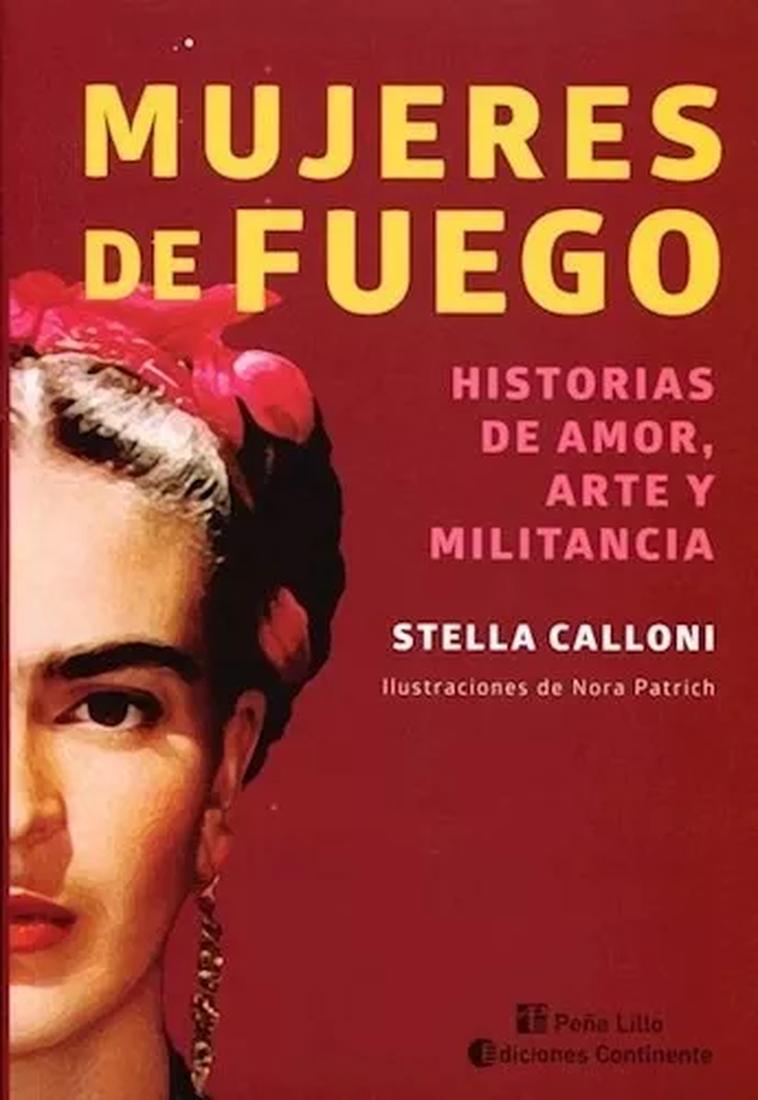 MUJERES
DE FUEGO
HISTORIAS
DE AMOR,
ARTE Y
MILITANCIA
STELLA CALLONI
Ilustraciones de Nora Patrich
Peña Lillo
Ediciones Continente